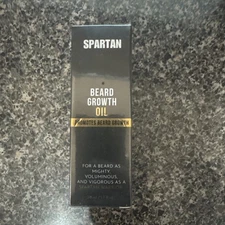 SPARTAN
BEARD
GROWTH
OIL
PROMOTES BEARD GROWTH
FOR A BEARD AS
MIGHTY,
VOLUMINOUS,
AND VIGOROUS AS A